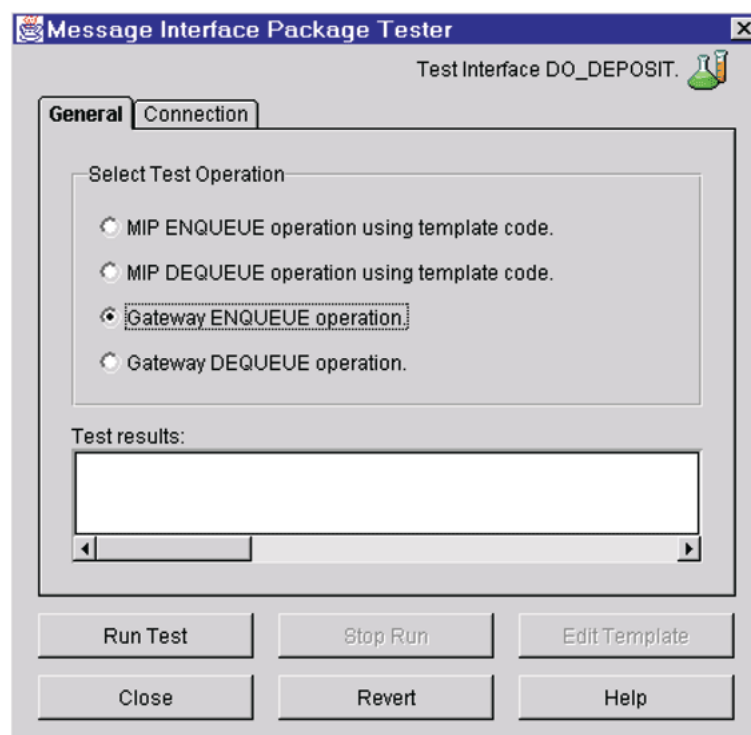 Message Interface Package Tester
Test Interface DO_DEPOSIT.
General
Connection
Select Test Operation
MIP ENQUEUE operation using template code.
MIP DEQUEUE operation using template code.
Gateway ENQUEUE operation.
Gateway DEQUEUE operation.
Test results:
Run Test
Stop Run
Edit Template
Close
Revert
Help